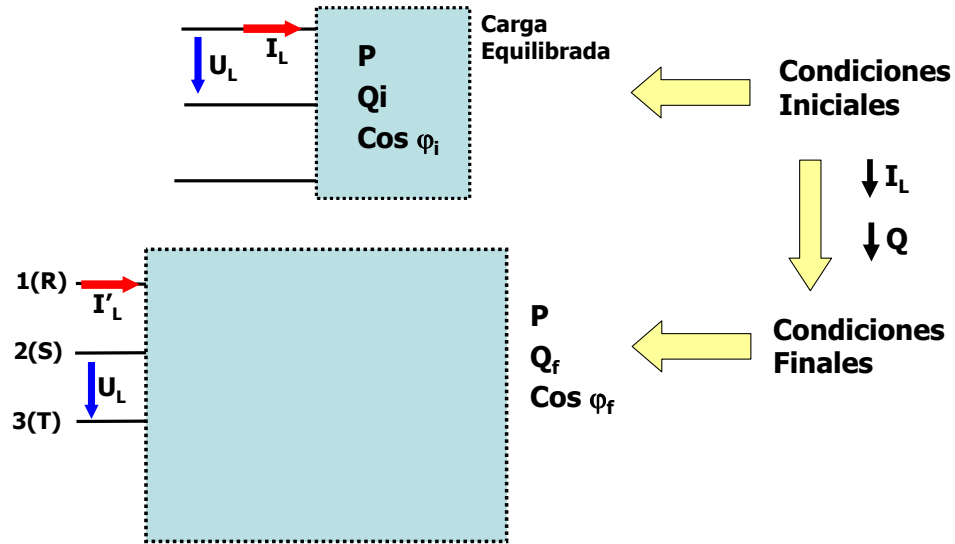 I_L
U_L
P
Qi
Cos φ_i
Carga
Equilibrada
Condiciones
Iniciales
I_L
Q
1(R)
I'_L
2(S)
U_L
3(T)
P
Q_f
Cos φ_f
Condiciones
Finales